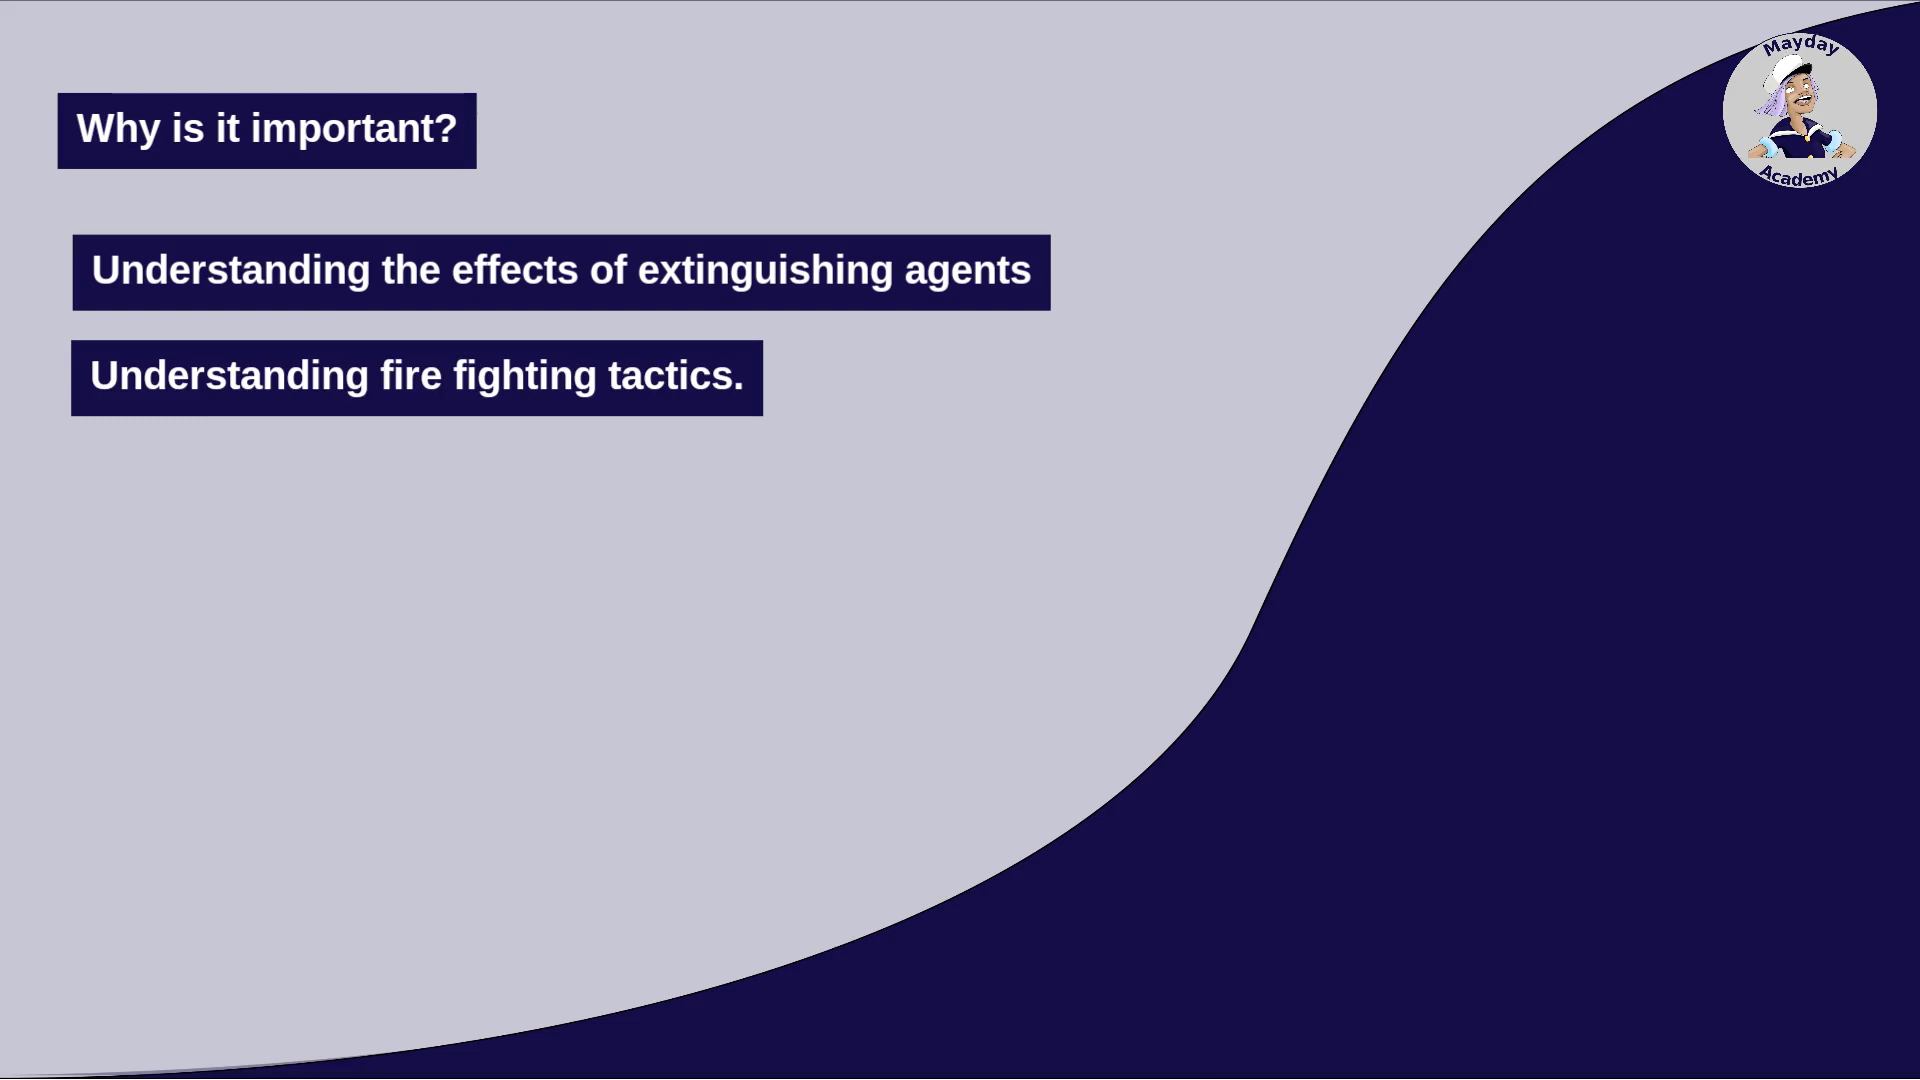 Mayday
Academy
Why is it important?
Understanding the effects of extinguishing agents
Understanding fire fighting tactics.